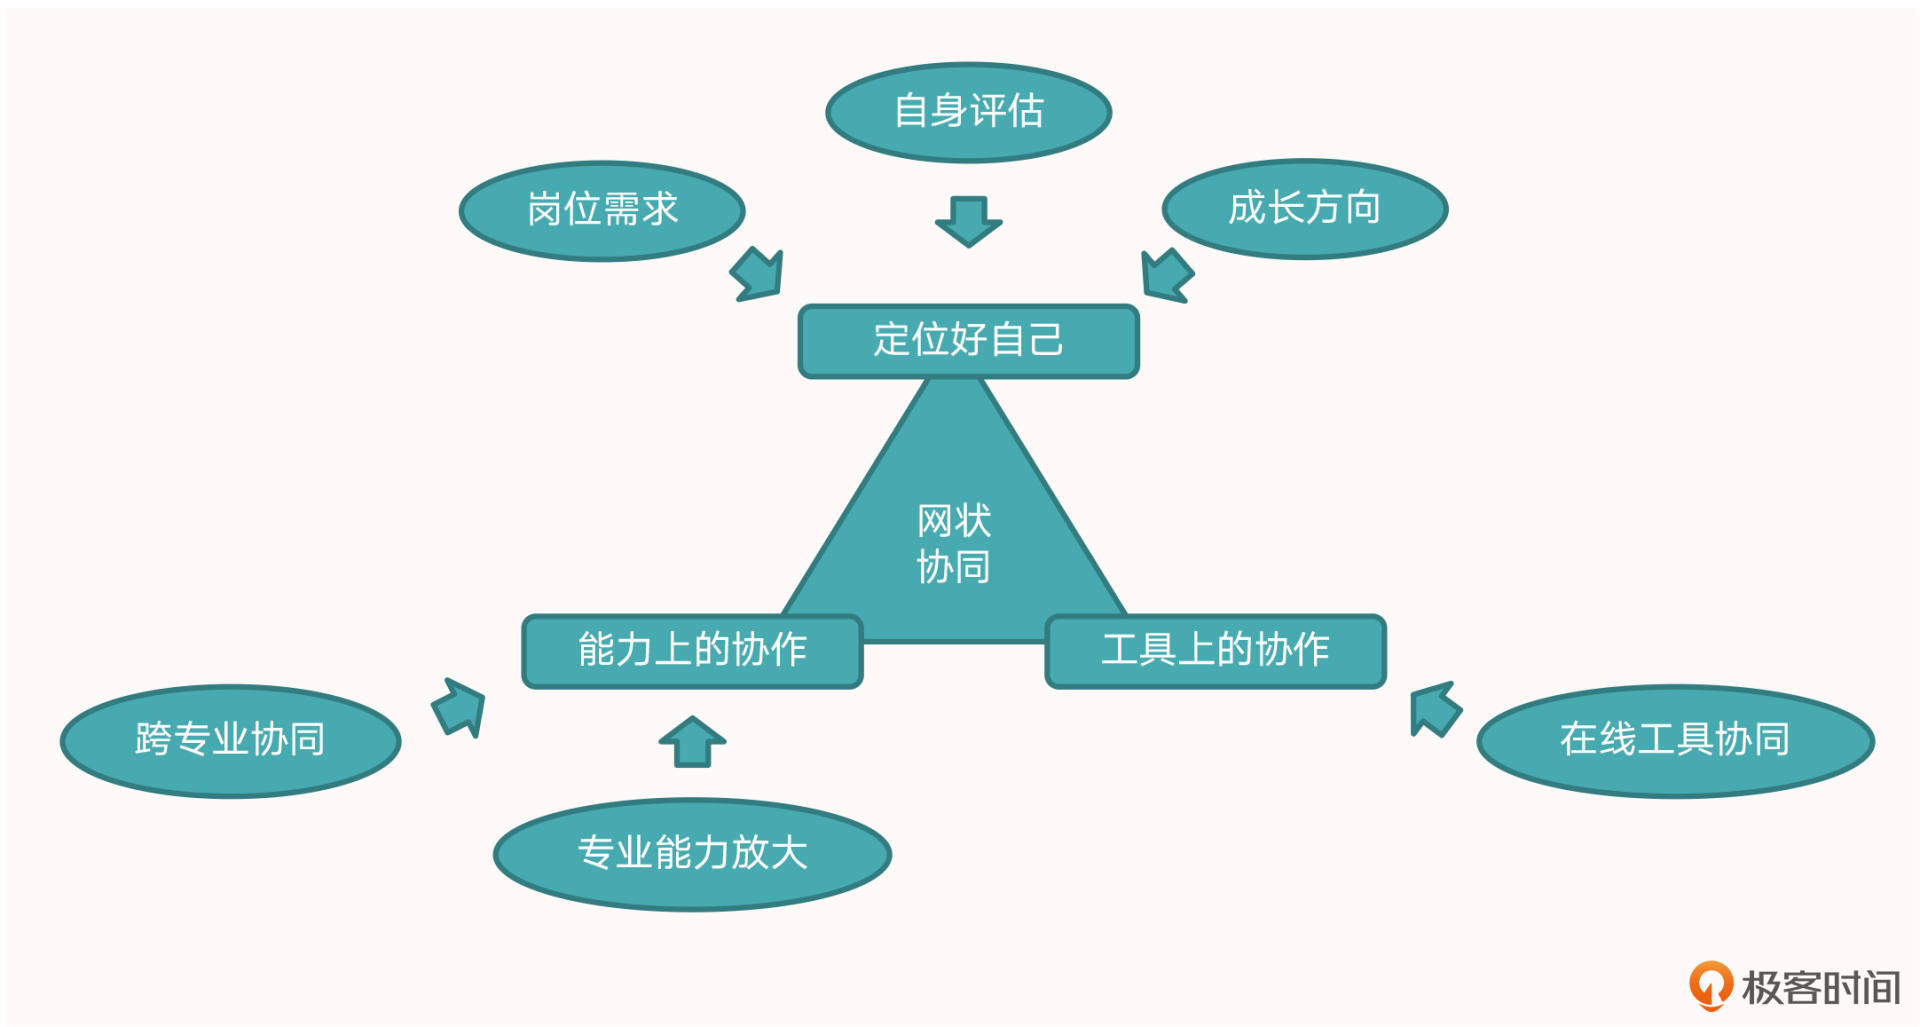 自身评估
岗位需求
成长方向
定位好自己
网状
协同
能力上的协作
工具上的协作
跨专业协同
在线工具协同
专业能力放大
极客时间